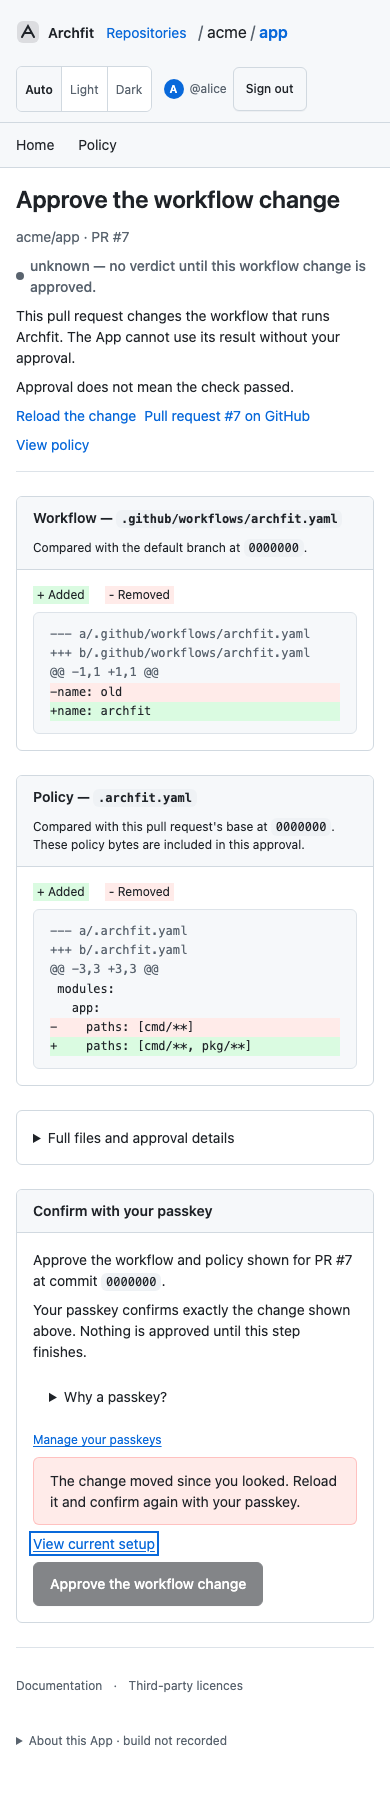 Archfit Repositories / acme / app
Auto Light Dark A @alice Sign out
Home Policy
Approve the workflow change
acme/app · PR #7
unknown — no verdict until this workflow change is
approved.
This pull request changes the workflow that runs
Archfit. The App cannot use its result without your
approval.
Approval does not mean the check passed.
Reload the change Pull request #7 on GitHub
View policy
Workflow — .github/workflows/archfit.yaml
Compared with the default branch at 0000000.
+ Added - Removed
--- a/.github/workflows/archfit.yaml
+++ b/.github/workflows/archfit.yaml
@@ -1,1 +1,1 @@
-name: old
+name: archfit
Policy — .archfit.yaml
Compared with this pull request's base at 0000000.
These policy bytes are included in this approval.
+ Added - Removed
--- a/.archfit.yaml
+++ b/.archfit.yaml
@@ -3,3 +3,3 @@
modules:
app:
- paths: [cmd/**]
+ paths: [cmd/**, pkg/**]
Full files and approval details
Confirm with your passkey
Approve the workflow and policy shown for PR #7
at commit 0000000.
Your passkey confirms exactly the change shown
above. Nothing is approved until this step
finishes.
Why a passkey?
Manage your passkeys
The change moved since you looked. Reload
it and confirm again with your passkey.
View current setup
Approve the workflow change
Documentation · Third-party licences
About this App · build not recorded